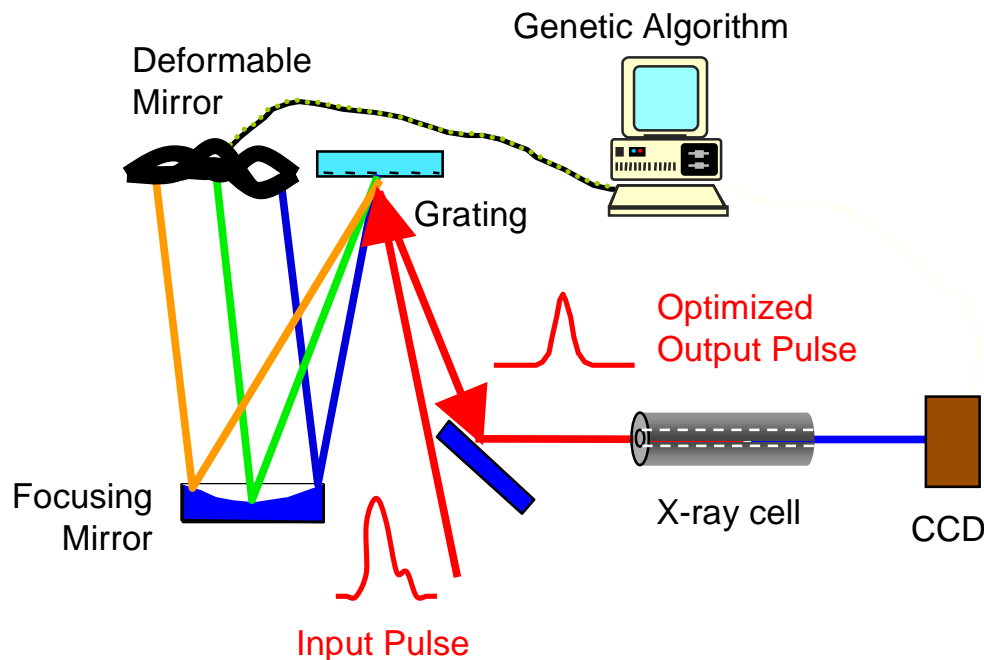 Genetic Algorithm
Deformable
Mirror
Grating
Optimized
Output Pulse
Focusing
Mirror
X-ray cell
CCD
Input Pulse